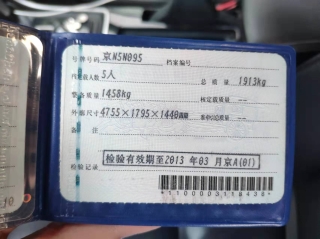 号牌号码 京N5N095 档案编号
核定载人数 5人 总质量 1913kg
整备质量 1458kg 核定载质量 --
外廓尺寸 4755×1795×1440mm 准牵引总质量 --
备注
检验记录 检验有效期至2013 年03 月京A(01)
*1100003118438*